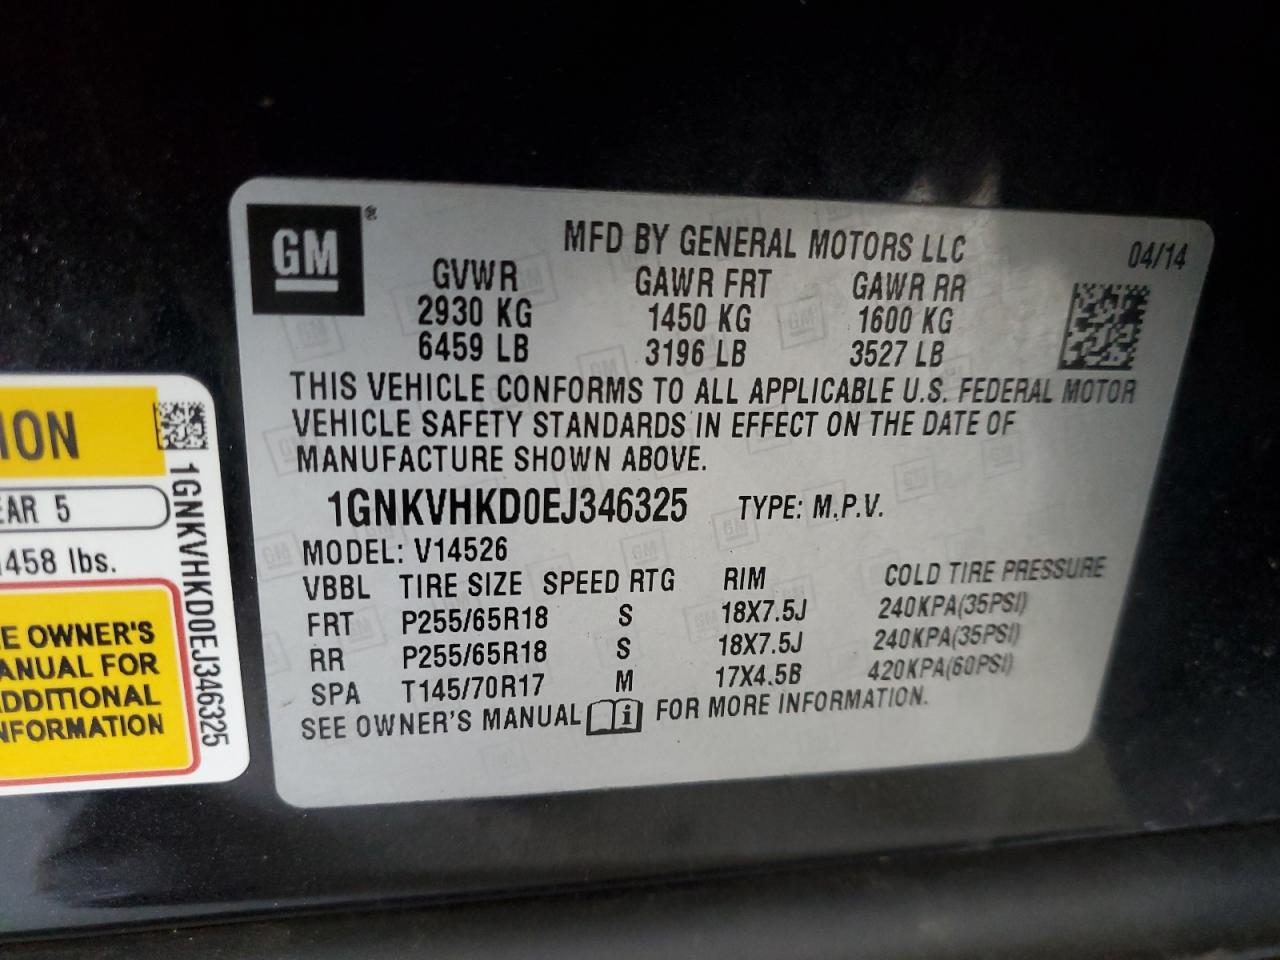 GM ®
MFD BY GENERAL MOTORS LLC 04/14
GVWR GAWR FRT GAWR RR
2930 KG 1450 KG 1600 KG
6459 LB 3196 LB 3527 LB
THIS VEHICLE CONFORMS TO ALL APPLICABLE U.S. FEDERAL MOTOR
VEHICLE SAFETY STANDARDS IN EFFECT ON THE DATE OF
MANUFACTURE SHOWN ABOVE.
1GNKVHKD0EJ346325 TYPE: M.P.V.
MODEL: V14526
VBBL TIRE SIZE SPEED RTG RIM COLD TIRE PRESSURE
FRT P255/65R18 S 18X7.5J 240KPA(35PSI)
RR P255/65R18 S 18X7.5J 240KPA(35PSI)
SPA T145/70R17 M 17X4.5B 420KPA(60PSI)
SEE OWNER'S MANUAL i FOR MORE INFORMATION.
ION
EAR 5
1458 lbs.
E OWNER'S
ANUAL FOR
DDITIONAL
NFORMATION
1GNKVHKD0EJ346325